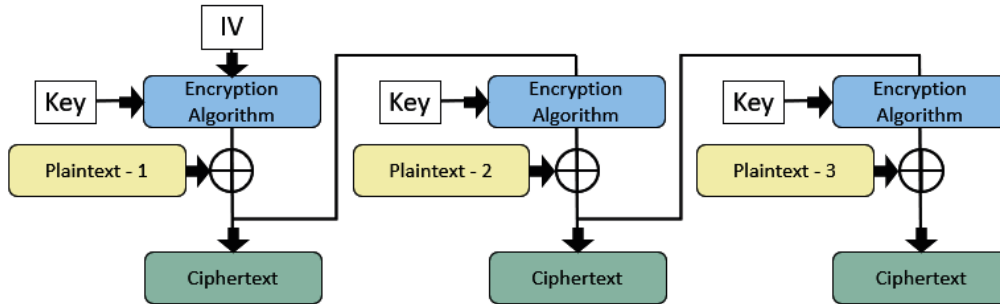 IV
Key
Encryption
Algorithm
Key
Encryption
Algorithm
Key
Encryption
Algorithm
Plaintext - 1
Plaintext - 2
Plaintext - 3
Ciphertext
Ciphertext
Ciphertext